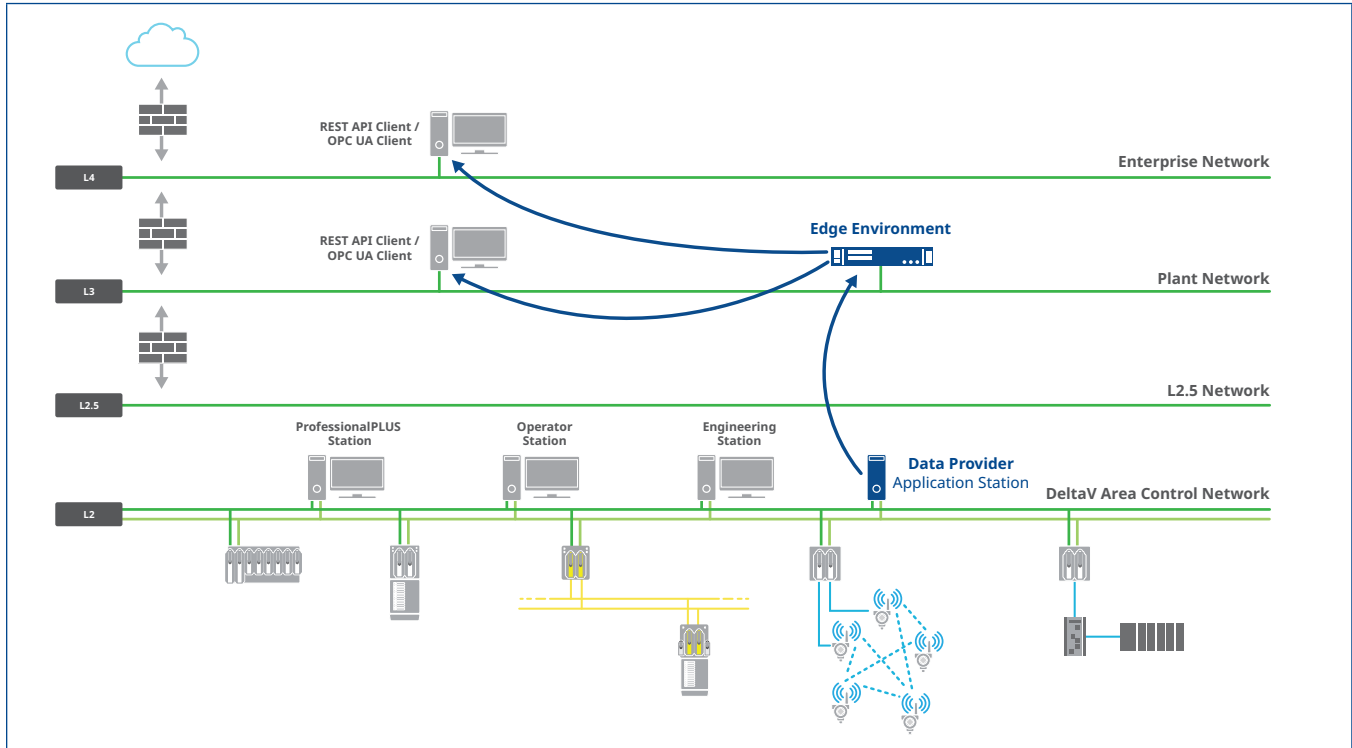 REST API Client /
OPC UA Client
Enterprise Network
L4
Edge Environment
REST API Client /
OPC UA Client
Plant Network
L3
L2.5 Network
L2.5
ProfessionalPLUS
Station
Operator
Station
Engineering
Station
Data Provider
Application Station
DeltaV Area Control Network
L2